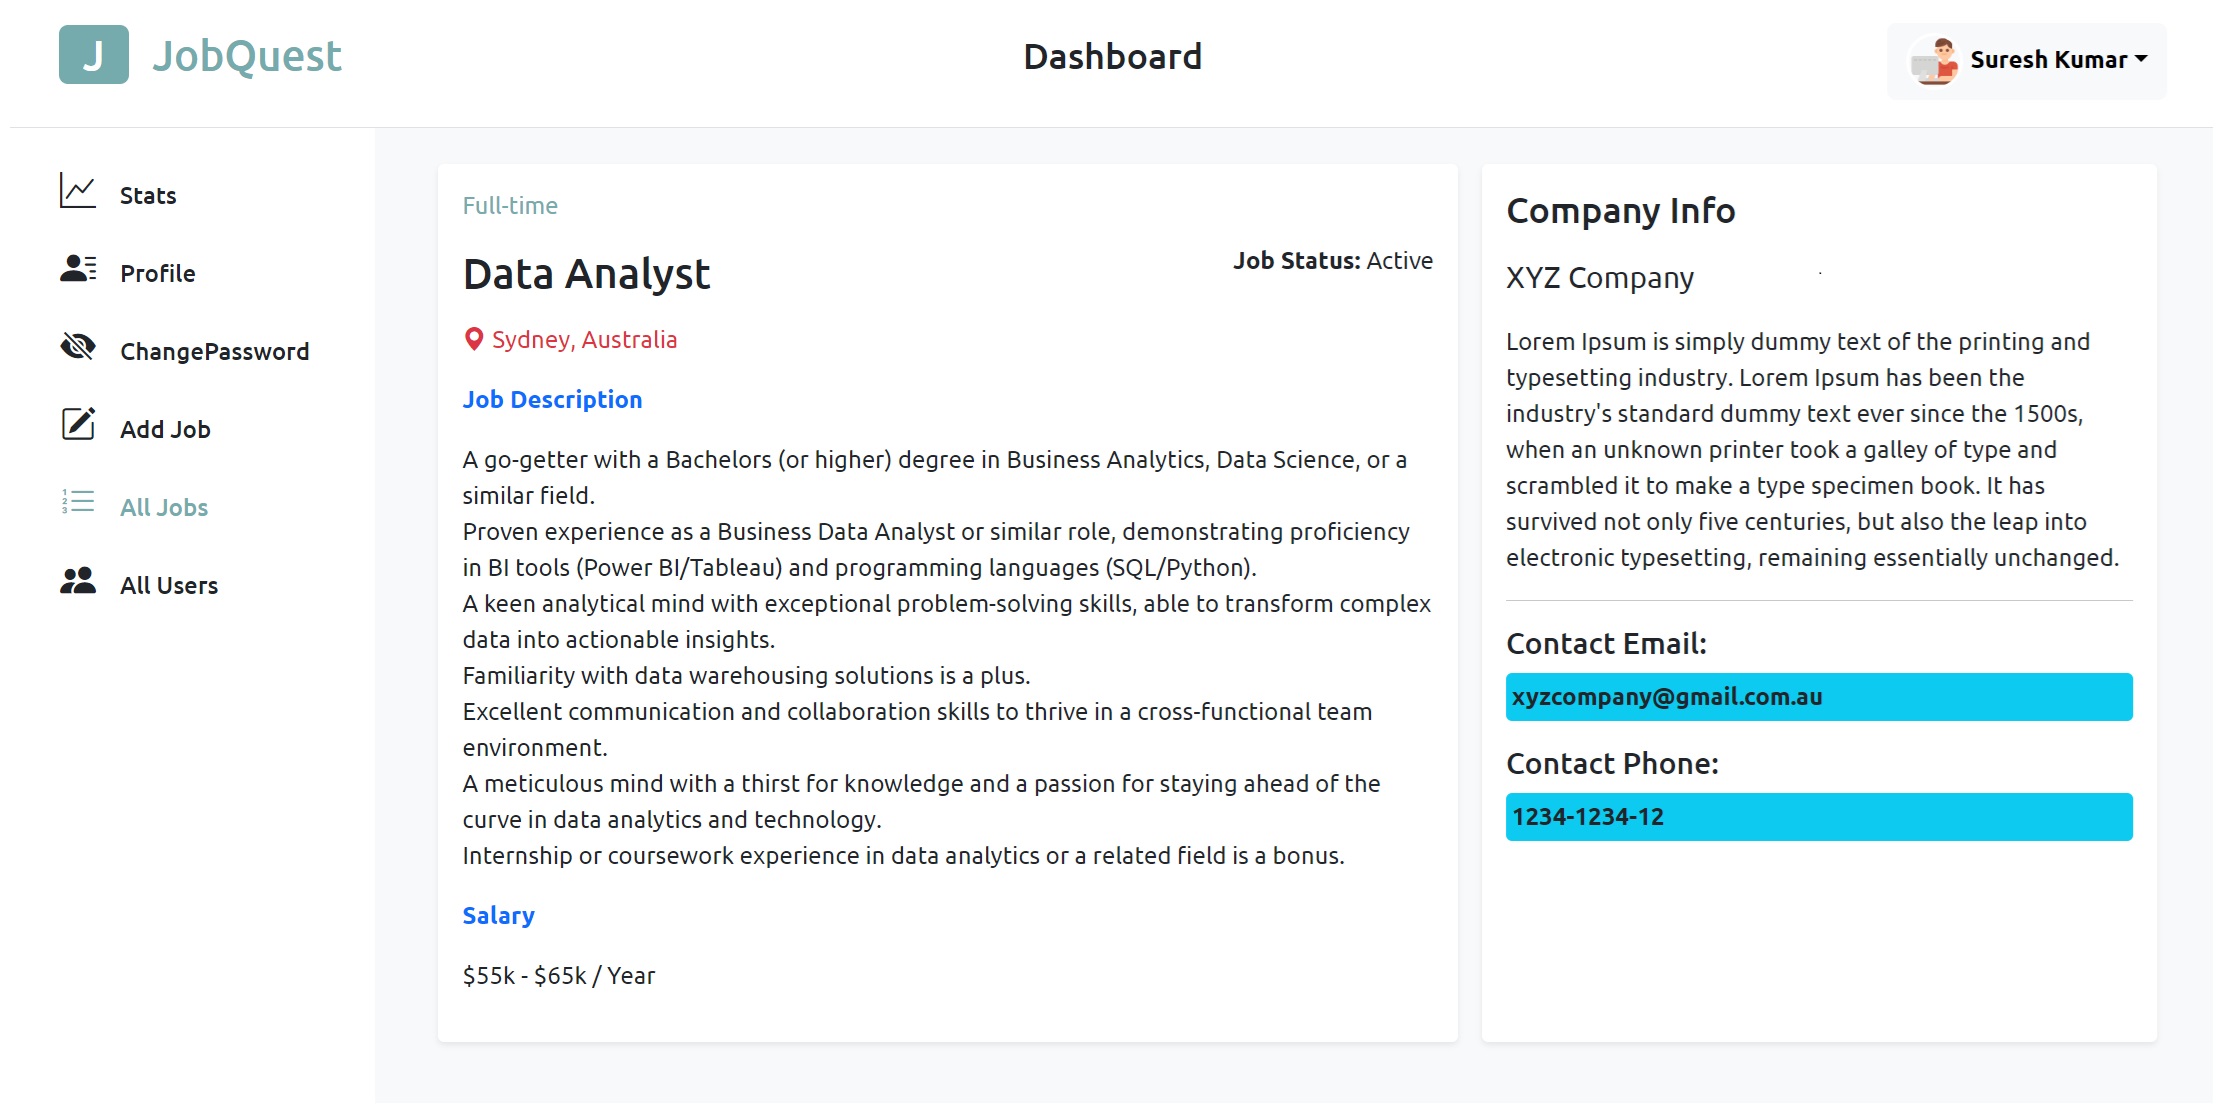 J JobQuest
Dashboard
Suresh Kumar
Stats
Profile
ChangePassword
Add Job
1 2 3 All Jobs
All Users
Full-time
Data Analyst
Job Status: Active
Sydney, Australia
Job Description
A go-getter with a Bachelors (or higher) degree in Business Analytics, Data Science, or a
similar field.
Proven experience as a Business Data Analyst or similar role, demonstrating proficiency
in BI tools (Power BI/Tableau) and programming languages (SQL/Python).
A keen analytical mind with exceptional problem-solving skills, able to transform complex
data into actionable insights.
Familiarity with data warehousing solutions is a plus.
Excellent communication and collaboration skills to thrive in a cross-functional team
environment.
A meticulous mind with a thirst for knowledge and a passion for staying ahead of the
curve in data analytics and technology.
Internship or coursework experience in data analytics or a related field is a bonus.
Salary
$55k - $65k / Year
Company Info
XYZ Company
Lorem Ipsum is simply dummy text of the printing and
typesetting industry. Lorem Ipsum has been the
industry's standard dummy text ever since the 1500s,
when an unknown printer took a galley of type and
scrambled it to make a type specimen book. It has
survived not only five centuries, but also the leap into
electronic typesetting, remaining essentially unchanged.
Contact Email:
xyzcompany@gmail.com.au
Contact Phone:
1234-1234-12